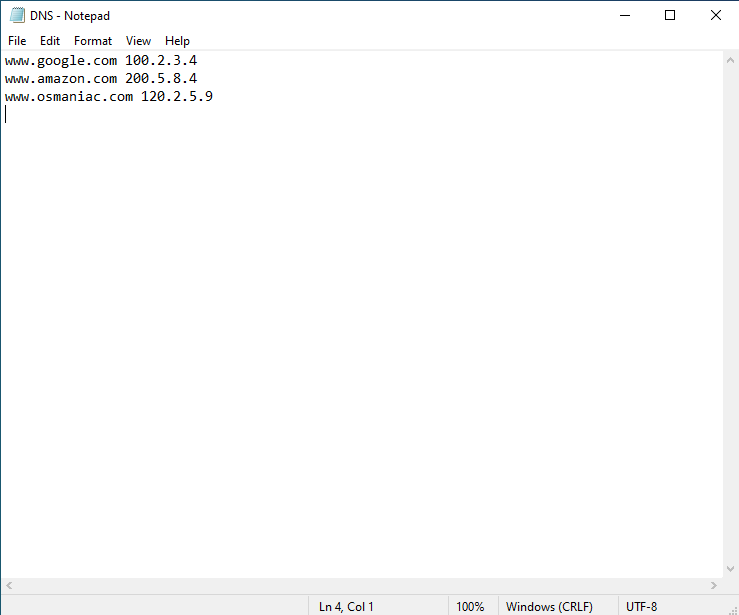 DNS - Notepad
File Edit Format View Help
www.google.com 100.2.3.4
www.amazon.com 200.5.8.4
www.osmaniac.com 120.2.5.9
Ln 4, Col 1 100% Windows (CRLF) UTF-8